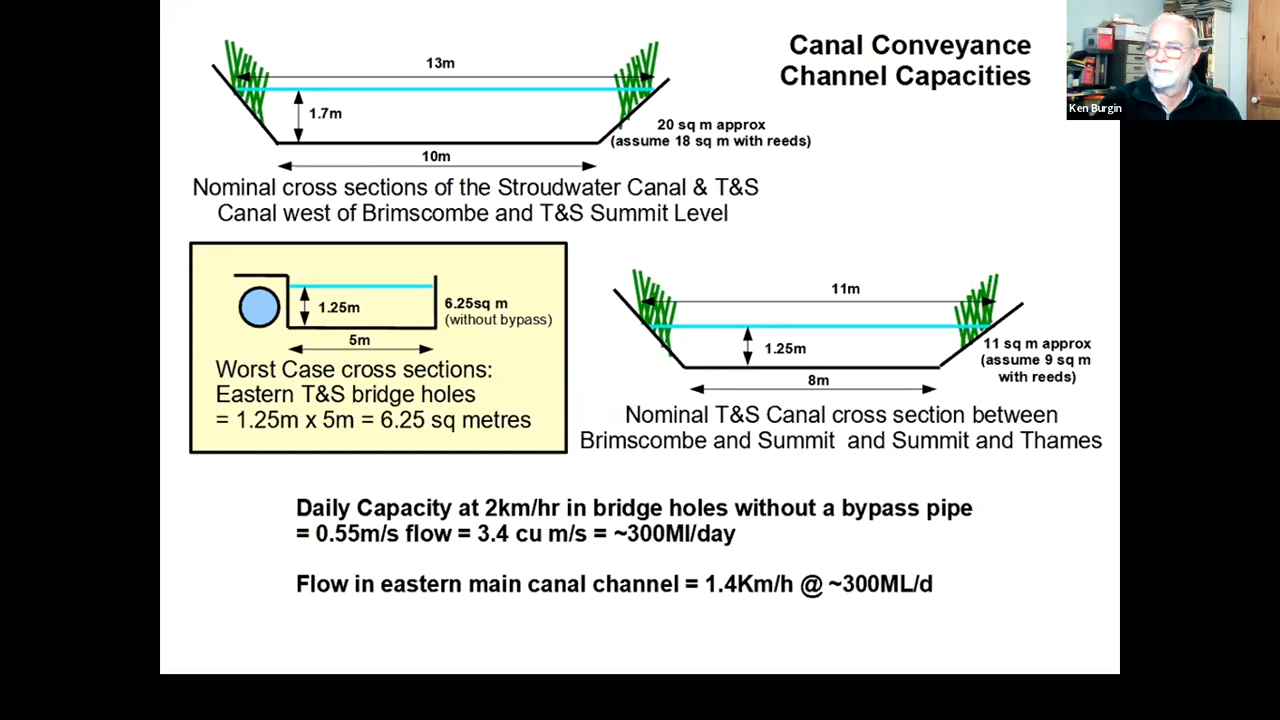 Canal Conveyance
Channel Capacities
Ken Burgin
13m
1.7m
20 sq m approx
(assume 18 sq m with reeds)
10m
Nominal cross sections of the Stroudwater Canal & T&S
Canal west of Brimscombe and T&S Summit Level
1.25m
6.25sq m
(without bypass)
5m
Worst Case cross sections:
Eastern T&S bridge holes
= 1.25m x 5m = 6.25 sq metres
11m
1.25m
11 sq m approx
(assume 9 sq m
with reeds)
8m
Nominal T&S Canal cross section between
Brimscombe and Summit and Summit and Thames
Daily Capacity at 2km/hr in bridge holes without a bypass pipe
= 0.55m/s flow = 3.4 cu m/s = ~300Ml/day
Flow in eastern main canal channel = 1.4Km/h @ ~300ML/d